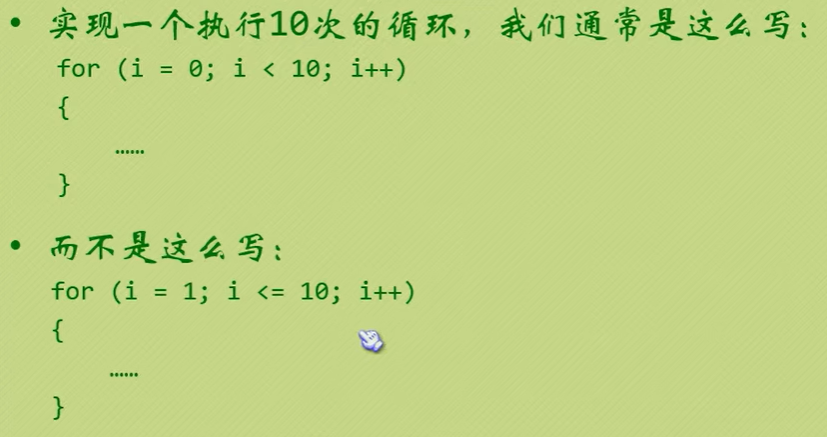 • 实现一个执行10次的循环，我们通常是这么写：
for (i = 0; i < 10; i++)
{
……
}
• 而不是这么写：
for (i = 1; i <= 10; i++)
{
……
}